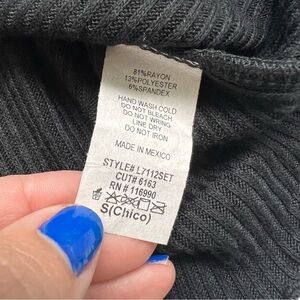 81%RAYON
13%POLYESTER
6%SPANDEX
HAND WASH COLD
DO NOT BLEACH
DO NOT WRING
LINE DRY
DO NOT IRON
MADE IN MEXICO
STYLE# L7112SET
CUT# 6163
RN # 116990
S(Chico)